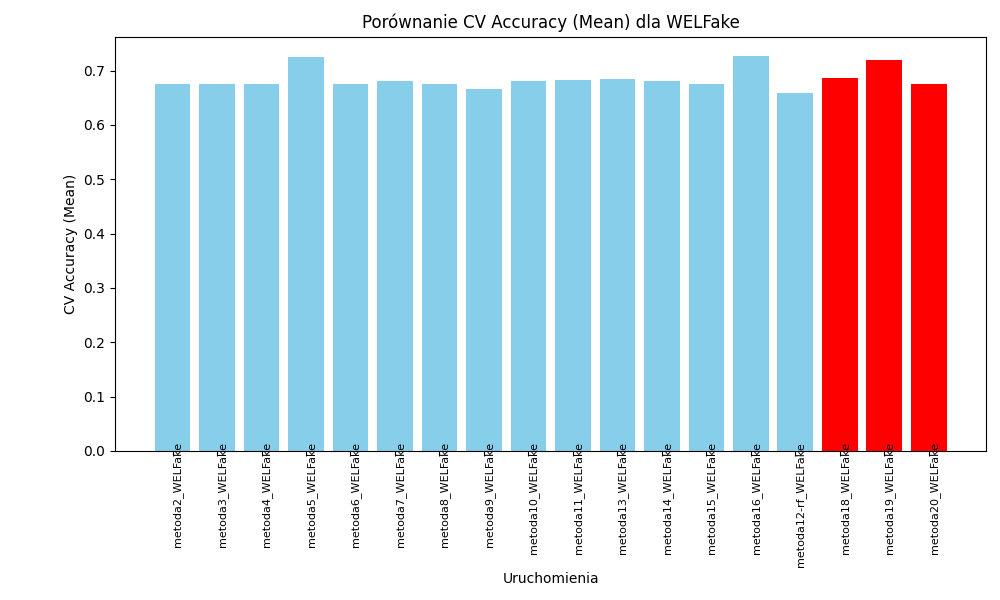 Porównanie CV Accuracy (Mean) dla WELFake
CV Accuracy (Mean)
0.7
0.6
0.5
0.4
0.3
0.2
0.1
0.0
metoda2_WELFake
metoda3_WELFake
metoda4_WELFake
metoda5_WELFake
metoda6_WELFake
metoda7_WELFake
metoda8_WELFake
metoda9_WELFake
metoda10_WELFake
metoda11_WELFake
metoda13_WELFake
metoda14_WELFake
metoda15_WELFake
metoda16_WELFake
metoda12-rf_WELFake
metoda18_WELFake
metoda19_WELFake
metoda20_WELFake
Uruchomienia